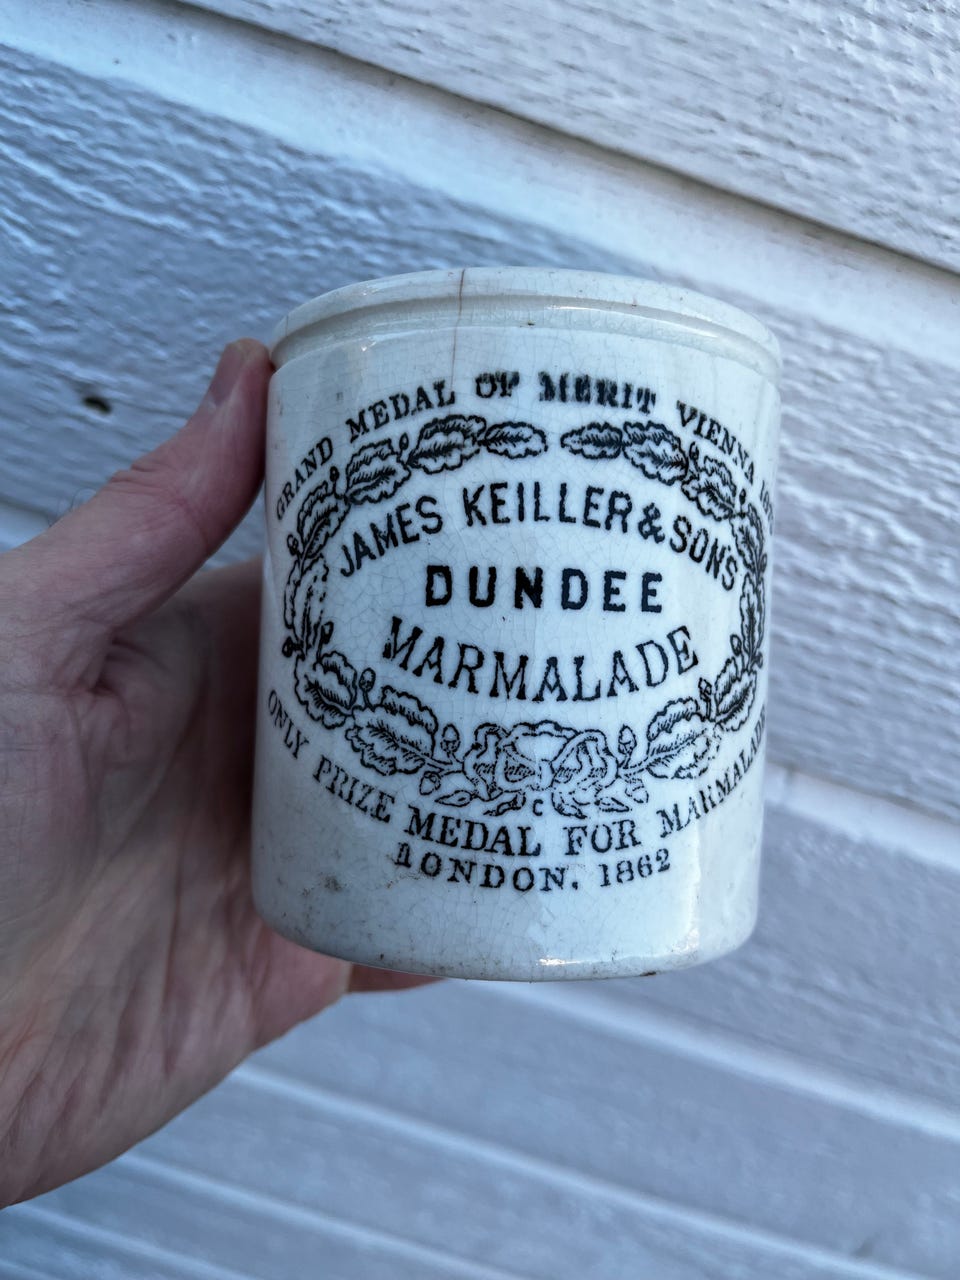 GRAND MEDAL OF MERIT VIENNA
JAMES KEILLER & SONS
DUNDEE
MARMALADE
C
ONLY PRIZE MEDAL FOR MARMALADE
LONDON. 1862